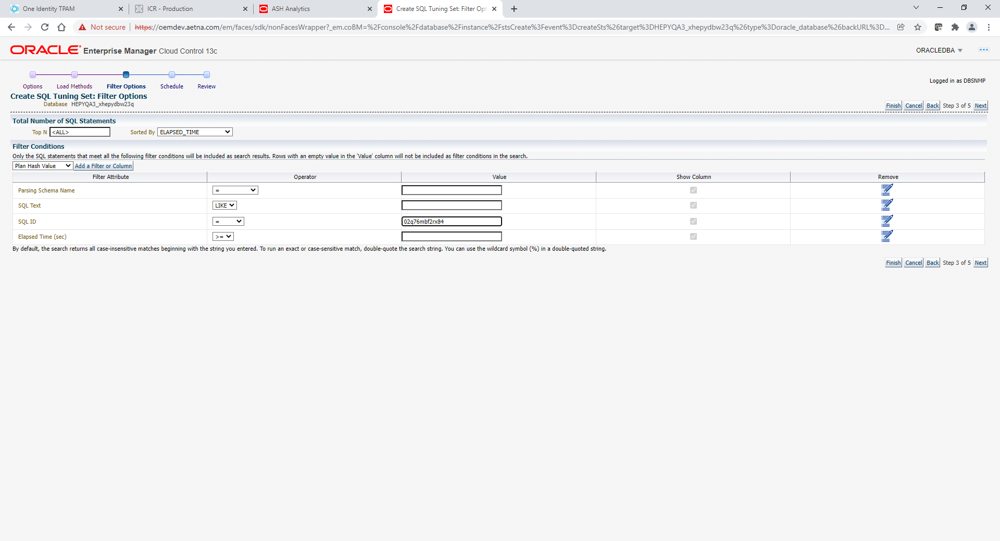 One Identity TPAM
ICR - Production
ASH Analytics
Create SQL Tuning Set: Filter Opt
Not secure
https://oemdev.aetna.com/em/faces/sdk/nonFacesWrapper?_em.coBM=%2Fconsole%2Fdatabase%2Finstance%2FstsCreate%3Fevent%3DcreateSts%26target%3DHEPYQA3_xhepydbw23q%26type%3Doracle_database%26backURL%3D...
ORACLE Enterprise Manager Cloud Control 13c
ORACLEDBA
Options
Load Methods
Filter Options
Schedule
Review
Logged in as DBSNMP
Create SQL Tuning Set: Filter Options
Database HEPYQA3_xhepydbw23q
Finish Cancel Back Step 3 of 5 Next
Total Number of SQL Statements
Top N <ALL> Sorted By ELAPSED_TIME
Filter Conditions
Only the SQL statements that meet all the following filter conditions will be included as search results. Rows with an empty value in the 'Value' column will not be included as filter conditions in the search.
Plan Hash Value Add a Filter or Column
Filter Attribute Operator Value Show Column Remove
Parsing Schema Name =
SQL Text LIKE
SQL ID = 02q76mbf2rx84
Elapsed Time (sec) >=
By default, the search returns all case-insensitive matches beginning with the string you entered. To run an exact or case-sensitive match, double-quote the search string. You can use the wildcard symbol (%) in a double-quoted string.
Finish Cancel Back Step 3 of 5 Next